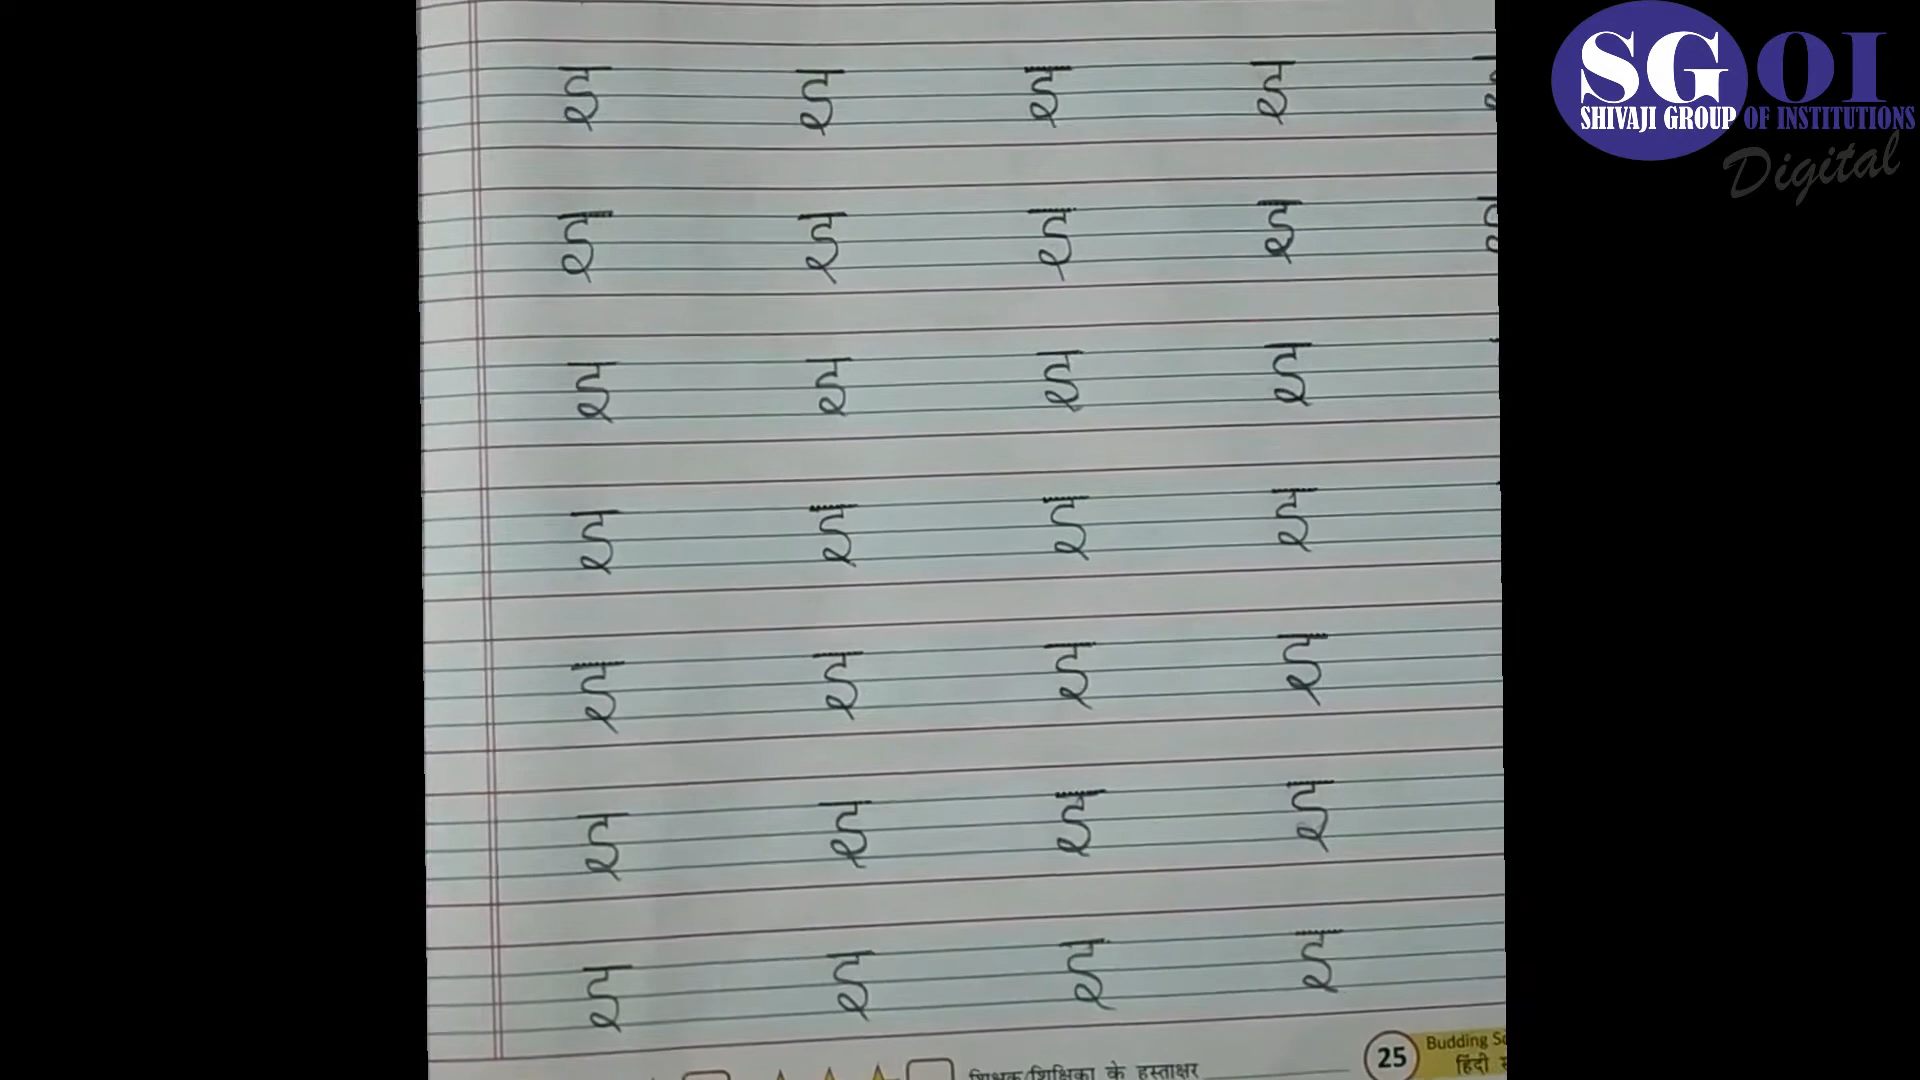 SGOI
SHIVAJI GROUP OF INSTITUTIONS
Digital
इ इ इ इ
इ इ इ इ
इ इ इ इ
इ इ इ इ
इ इ इ इ
इ इ इ इ
इ इ इ इ
शिक्षक/शिक्षिका के हस्ताक्षर
25
Budding
हिंदी